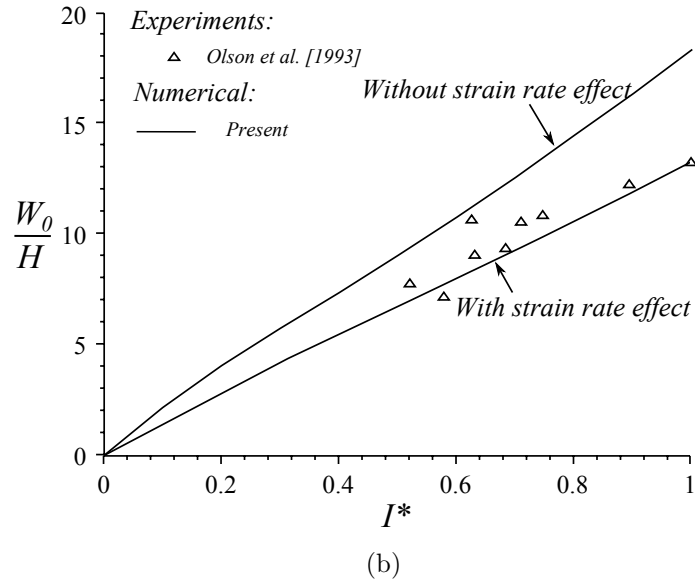 20
Experiments:
Olson et al. [1993]
Numerical:
Present
Without strain rate effect
15
W0
H
10
With strain rate effect
5
0
0 0.2 0.4 0.6 0.8 1
I*
(b)